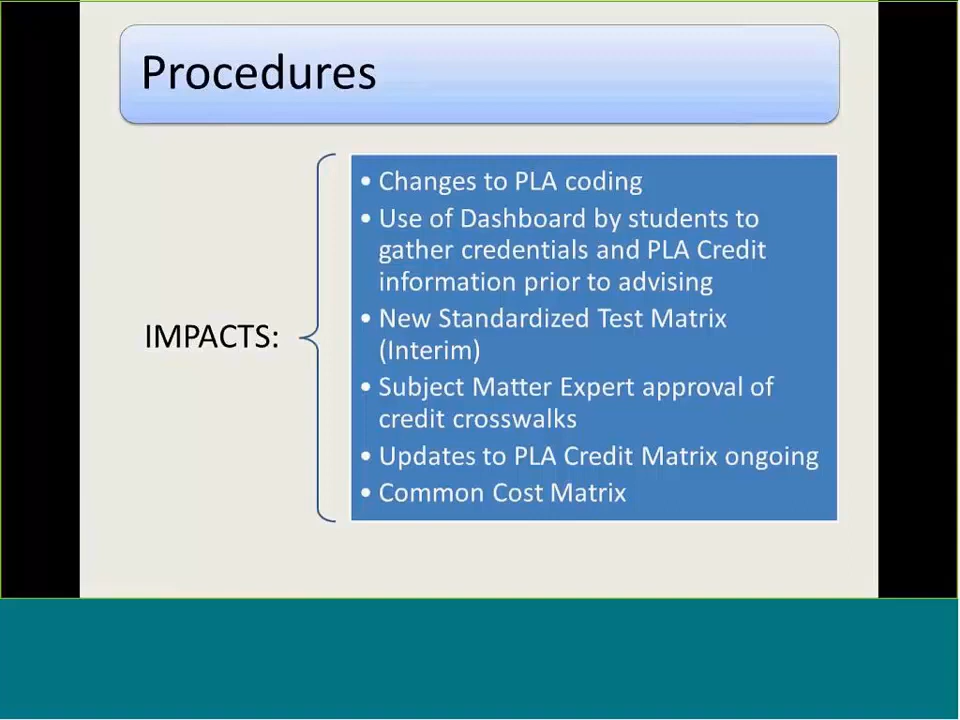 Procedures
IMPACTS:
• Changes to PLA coding
• Use of Dashboard by students to
gather credentials and PLA Credit
information prior to advising
• New Standardized Test Matrix
(Interim)
• Subject Matter Expert approval of
credit crosswalks
• Updates to PLA Credit Matrix ongoing
• Common Cost Matrix